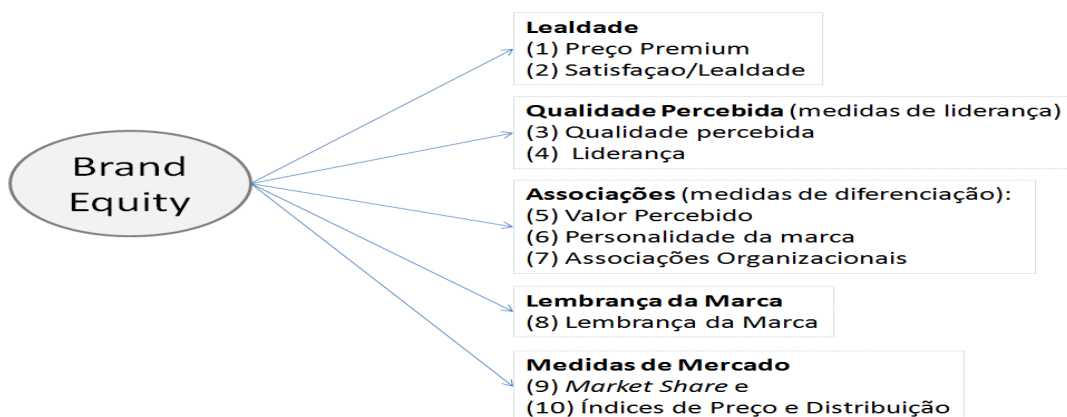 Brand
Equity
Lealdade
(1) Preço Premium
(2) Satisfaçao/Lealdade
Qualidade Percebida (medidas de liderança)
(3) Qualidade percebida
(4) Liderança
Associações (medidas de diferenciação):
(5) Valor Percebido
(6) Personalidade da marca
(7) Associações Organizacionais
Lembrança da Marca
(8) Lembrança da Marca
Medidas de Mercado
(9) Market Share e
(10) Índices de Preço e Distribuição